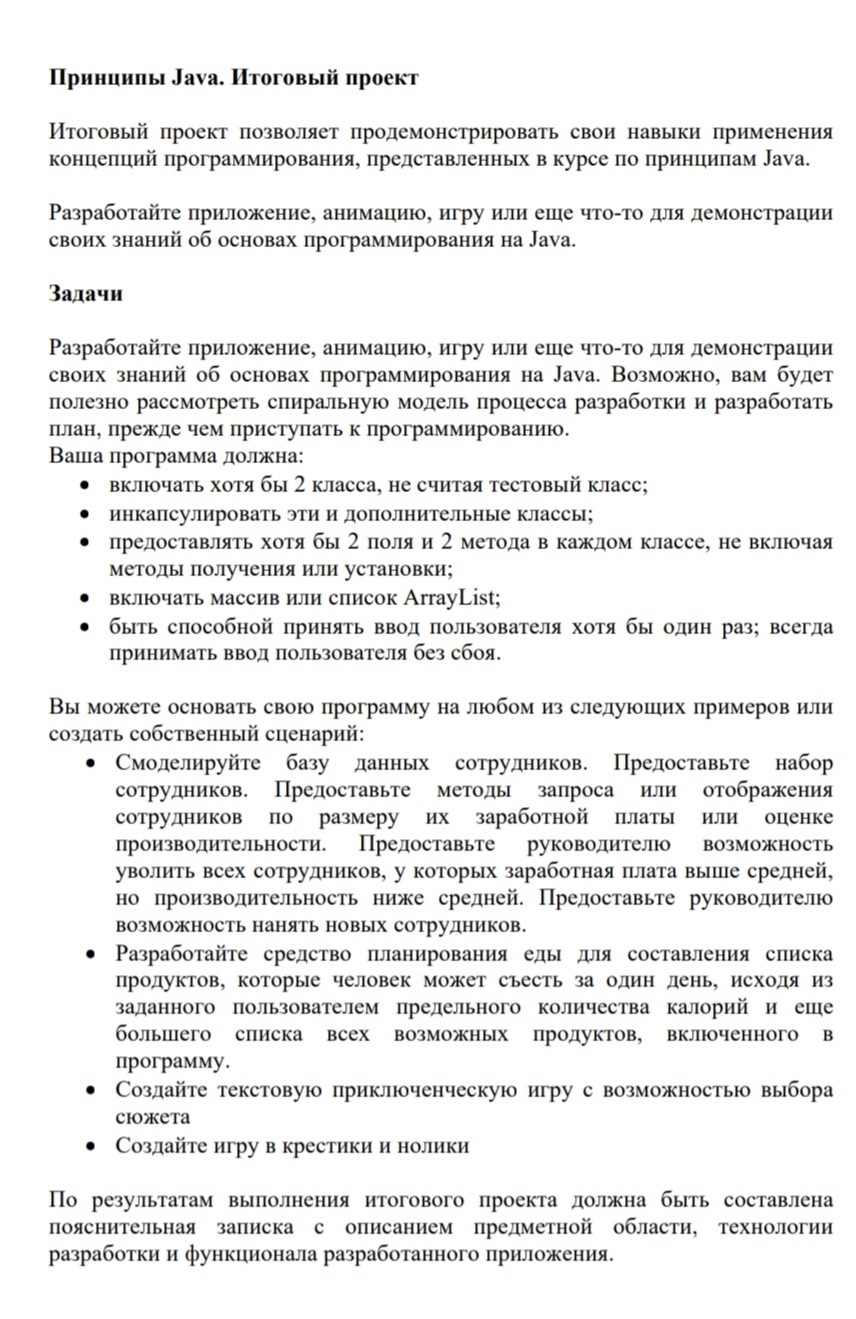 Принципы Java. Итоговый проект
Итоговый проект позволяет продемонстрировать свои навыки применения
концепций программирования, представленных в курсе по принципам Java.
Разработайте приложение, анимацию, игру или еще что-то для демонстрации
своих знаний об основах программирования на Java.
Задачи
Разработайте приложение, анимацию, игру или еще что-то для демонстрации
своих знаний об основах программирования на Java. Возможно, вам будет
полезно рассмотреть спиральную модель процесса разработки и разработать
план, прежде чем приступать к программированию.
Ваша программа должна:
• включать хотя бы 2 класса, не считая тестовый класс;
• инкапсулировать эти и дополнительные классы;
• предоставлять хотя бы 2 поля и 2 метода в каждом классе, не включая
методы получения или установки;
• включать массив или список ArrayList;
• быть способной принять ввод пользователя хотя бы один раз; всегда
принимать ввод пользователя без сбоя.
Вы можете основать свою программу на любом из следующих примеров или
создать собственный сценарий:
• Смоделируйте базу данных сотрудников. Предоставьте набор
сотрудников. Предоставьте методы запроса или отображения
сотрудников по размеру их заработной платы или оценке
производительности. Предоставьте руководителю возможность
уволить всех сотрудников, у которых заработная плата выше средней,
но производительность ниже средней. Предоставьте руководителю
возможность нанять новых сотрудников.
• Разработайте средство планирования еды для составления списка
продуктов, которые человек может съесть за один день, исходя из
заданного пользователем предельного количества калорий и еще
большего списка всех возможных продуктов, включенного в
программу.
• Создайте текстовую приключенческую игру с возможностью выбора
сюжета
• Создайте игру в крестики и нолики
По результатам выполнения итогового проекта должна быть составлена
пояснительная записка с описанием предметной области, технологии
разработки и функционала разработанного приложения.